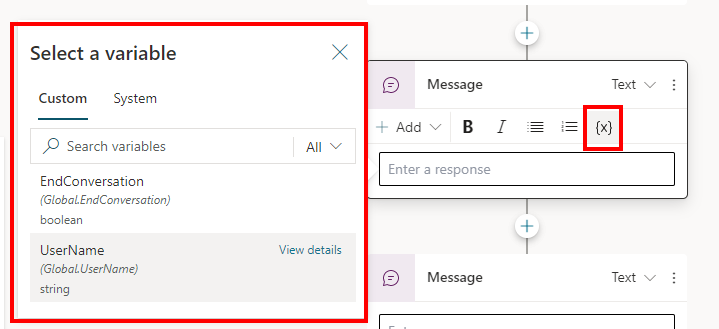 Select a variable
Custom System
Search variables All
EndConversation
(Global.EndConversation)
boolean
UserName View details
(Global.UserName)
string
Message Text
Add B I {x}
Enter a response
Message Text